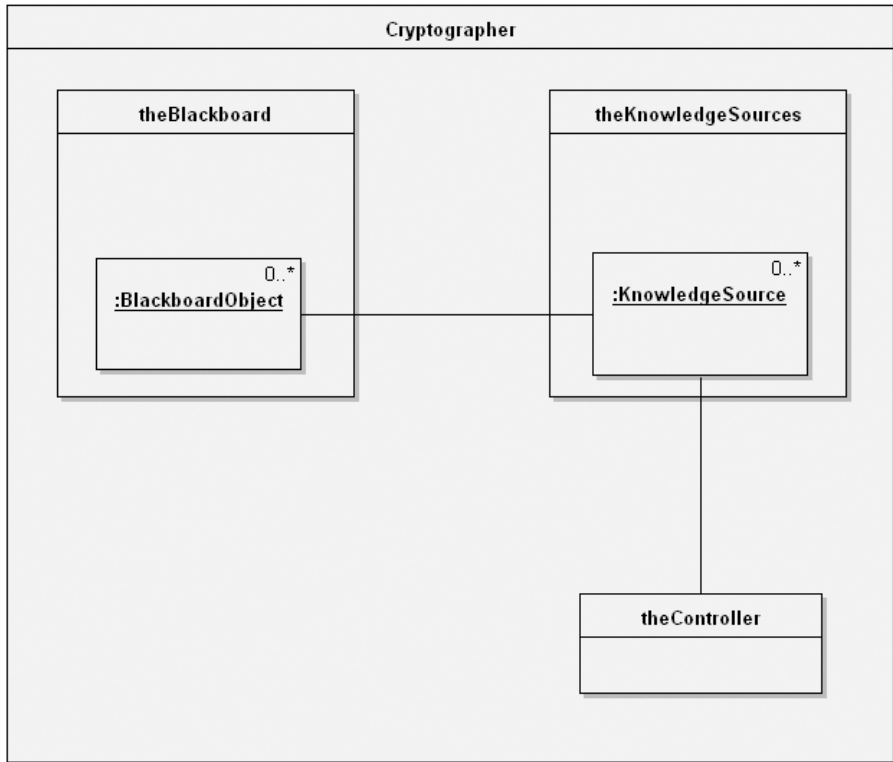 Cryptographer
theBlackboard
theKnowledgeSources
0..*
:BlackboardObject
0..*
:KnowledgeSource
theController